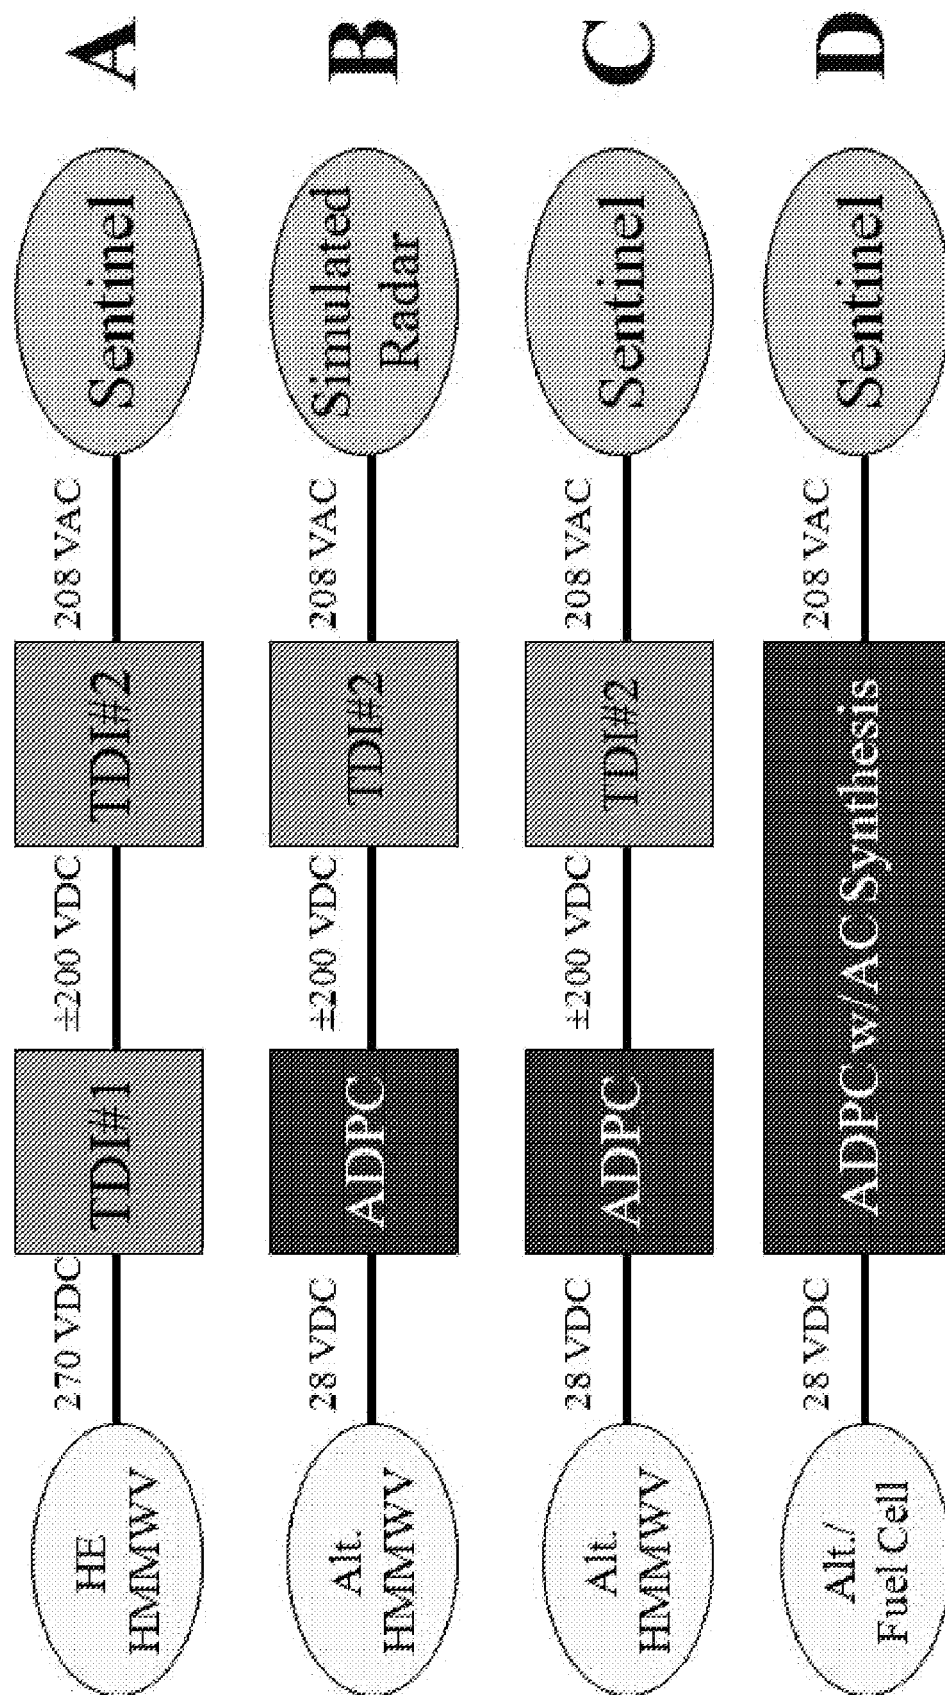 HE
HMMWV
270 VDC
TDI#1
±200 VDC
TDI#2
208 VAC
Sentinel
A
Alt.
HMMWV
28 VDC
ADPC
±200 VDC
TDI#2
208 VAC
Simulated
Radar
B
Alt.
HMMWV
28 VDC
ADPC
±200 VDC
TDI#2
208 VAC
Sentinel
C
Alt./
Fuel Cell
28 VDC
ADPC w/AC Synthesis
208 VAC
Sentinel
D